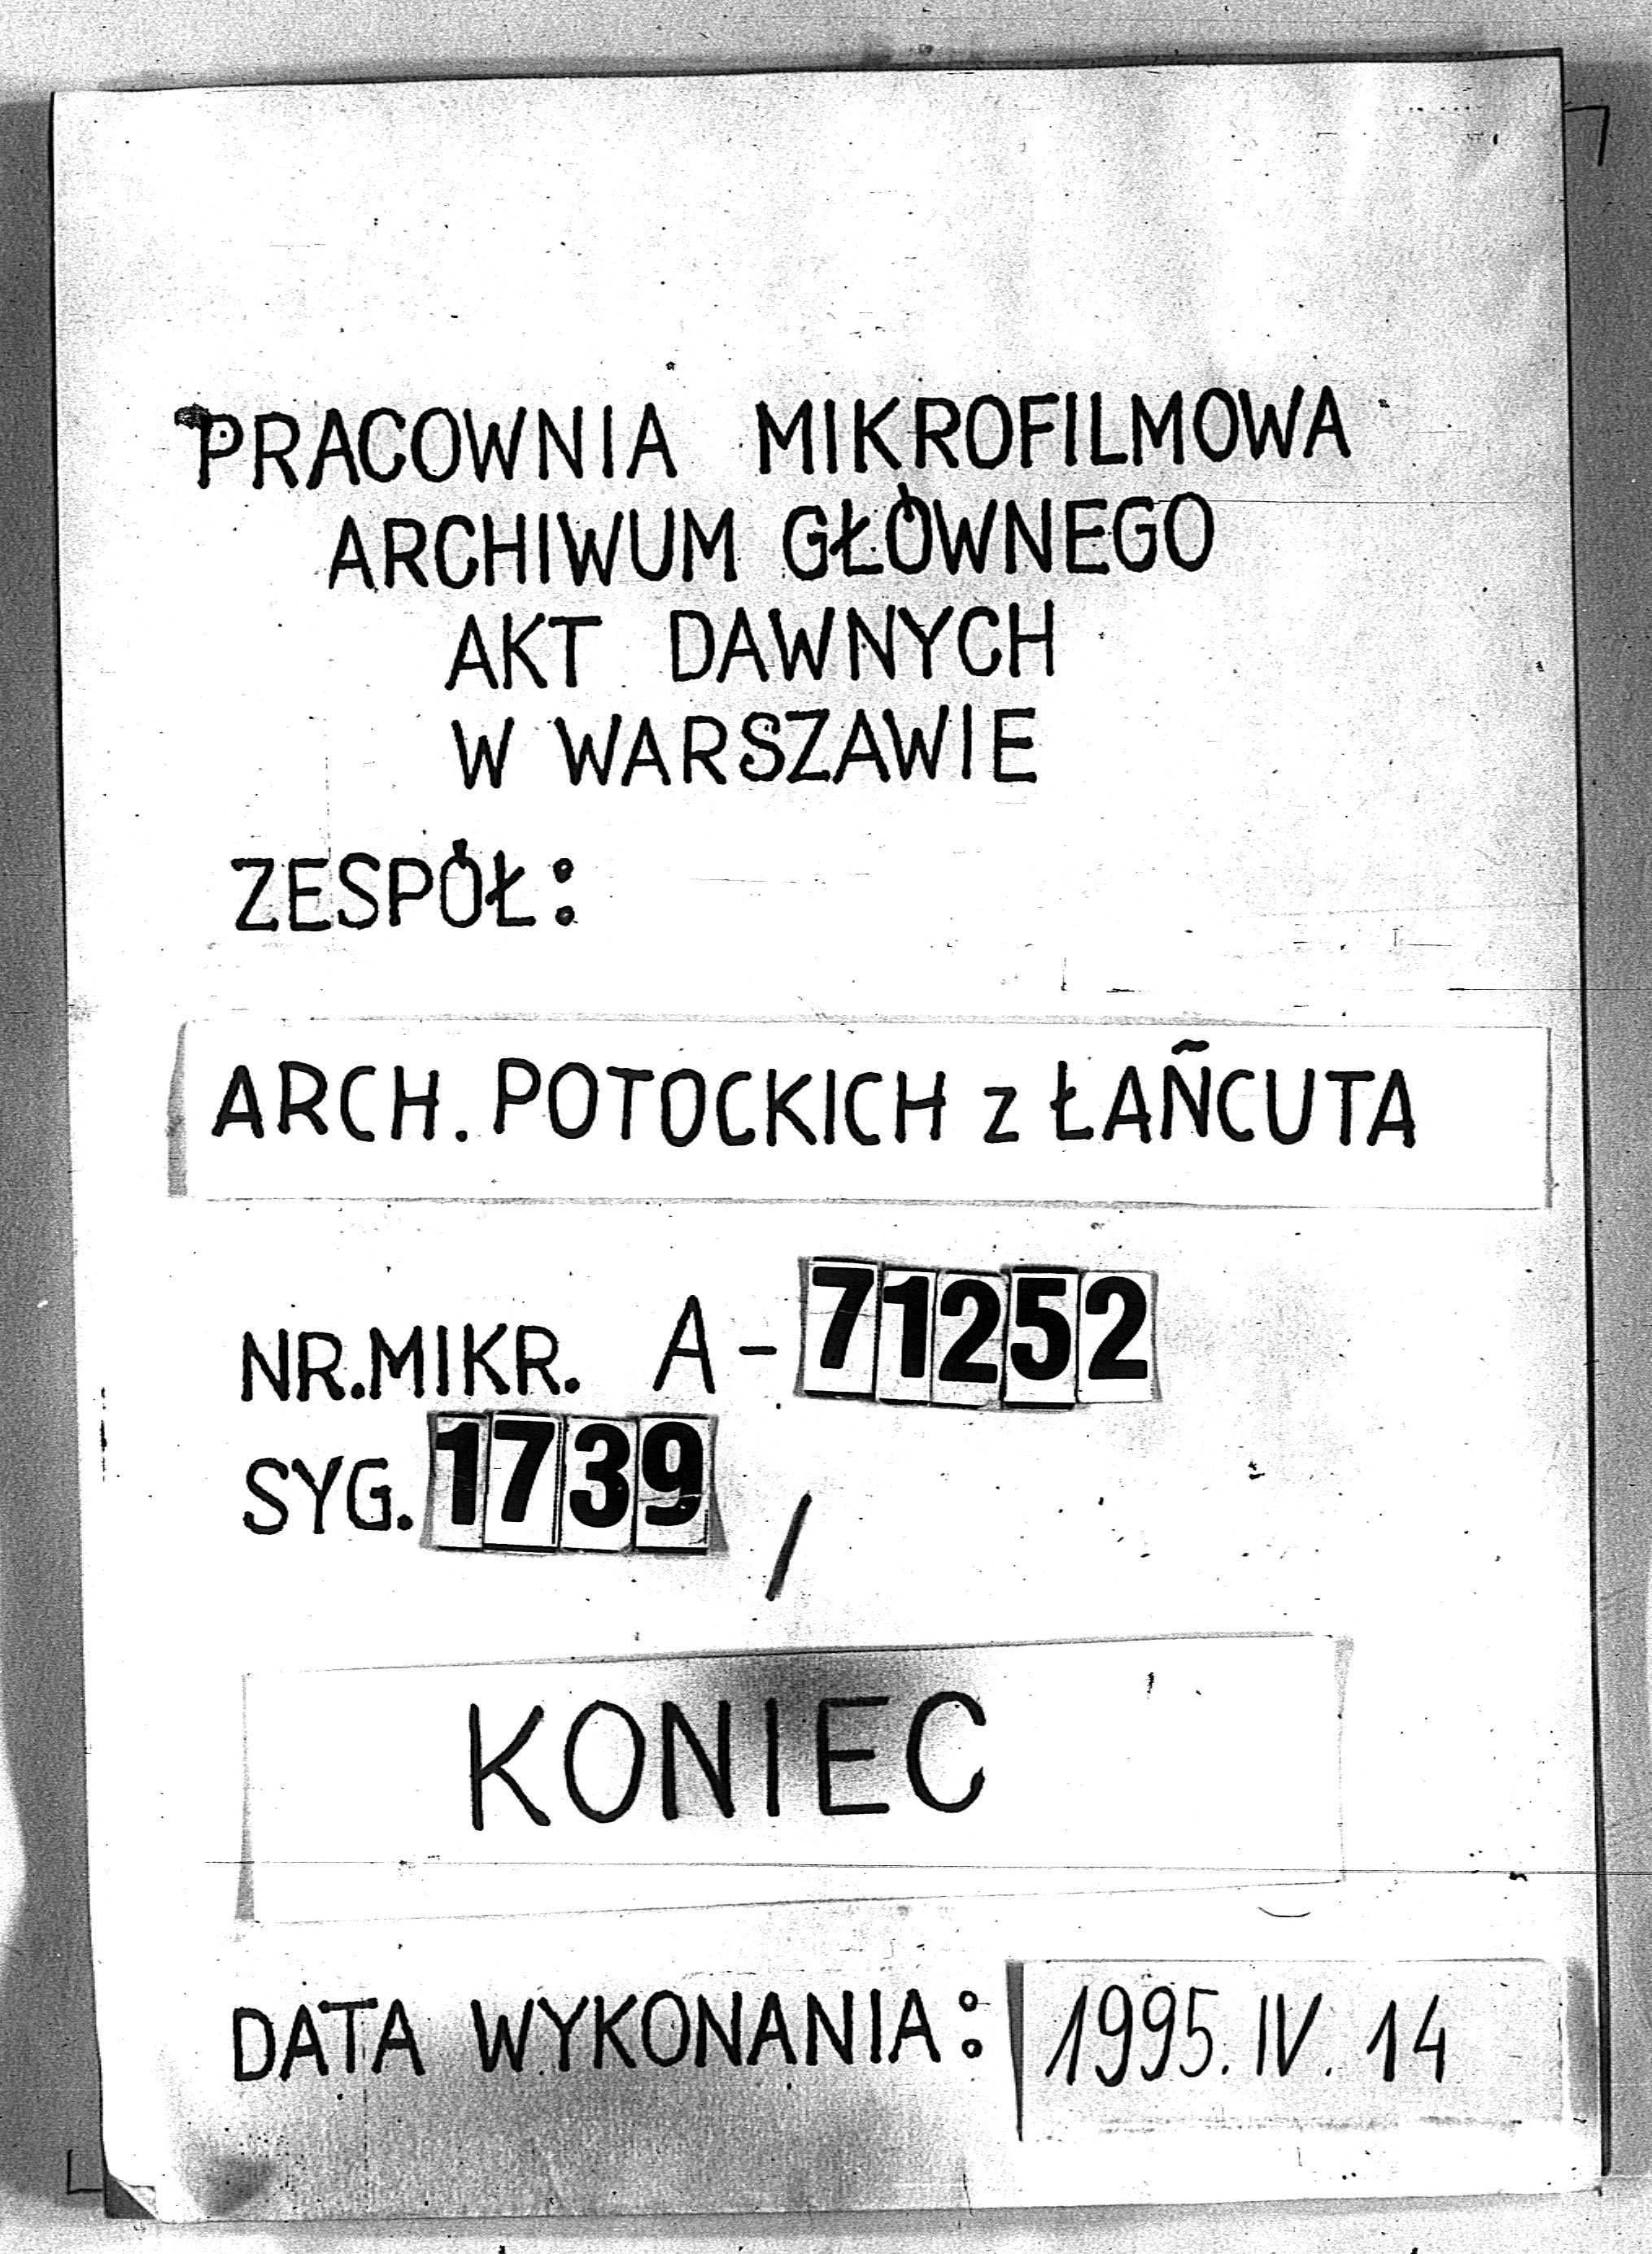 PRACOWNIA MIKROFILMOWA
ARCHIWUM GŁÓWNEGO
AKT DAWNYCH
W WARSZAWIE
ZESPÓŁ:
ARCH. POTOCKICH z ŁAŃCUTA
NR.MIKR. A-71252
SYG. 1739 /
KONIEC
DATA WYKONANIA: 1995. IV. 14